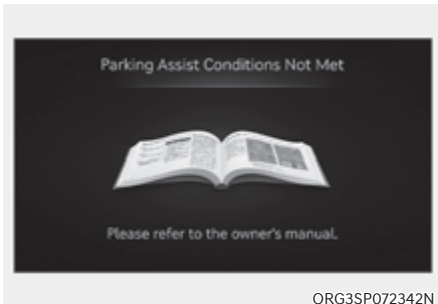 Parking Assist Conditions Not Met
Please refer to the owner's manual.
ORG3SP072342N